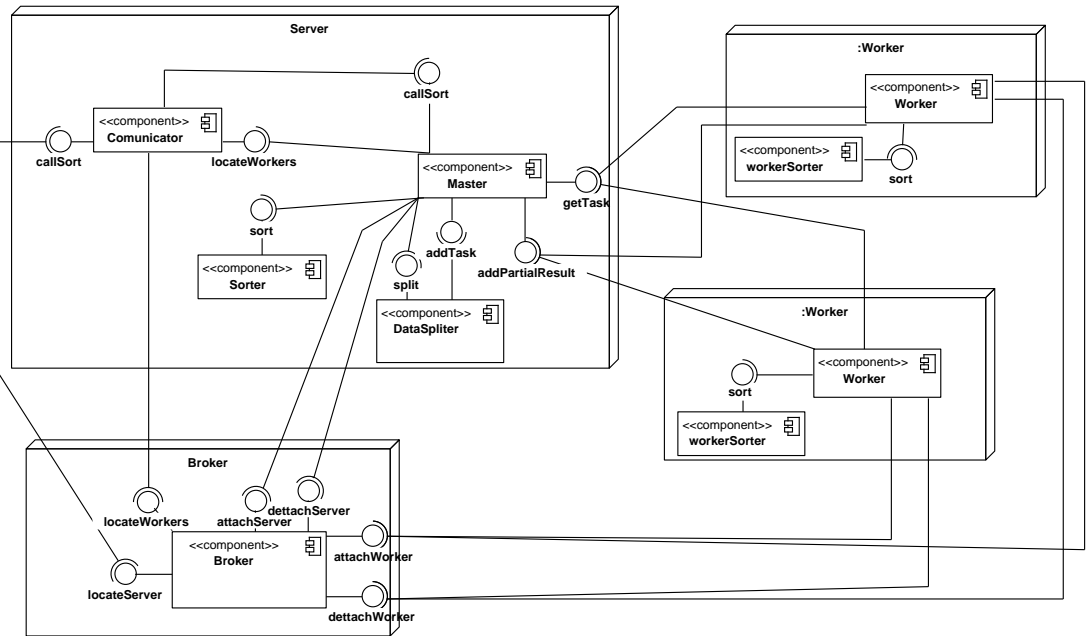 Server
callSort
<<component>>
Comunicator
callSort
locateWorkers
<<component>>
Master
getTask
sort
addTask
addPartialResult
<<component>>
Sorter
split
<<component>>
DataSpliter
:Worker
<<component>>
Worker
<<component>>
workerSorter
sort
:Worker
<<component>>
Worker
sort
<<component>>
workerSorter
Broker
locateWorkers
attachServer
dettachServer
<<component>>
Broker
attachWorker
locateServer
dettachWorker